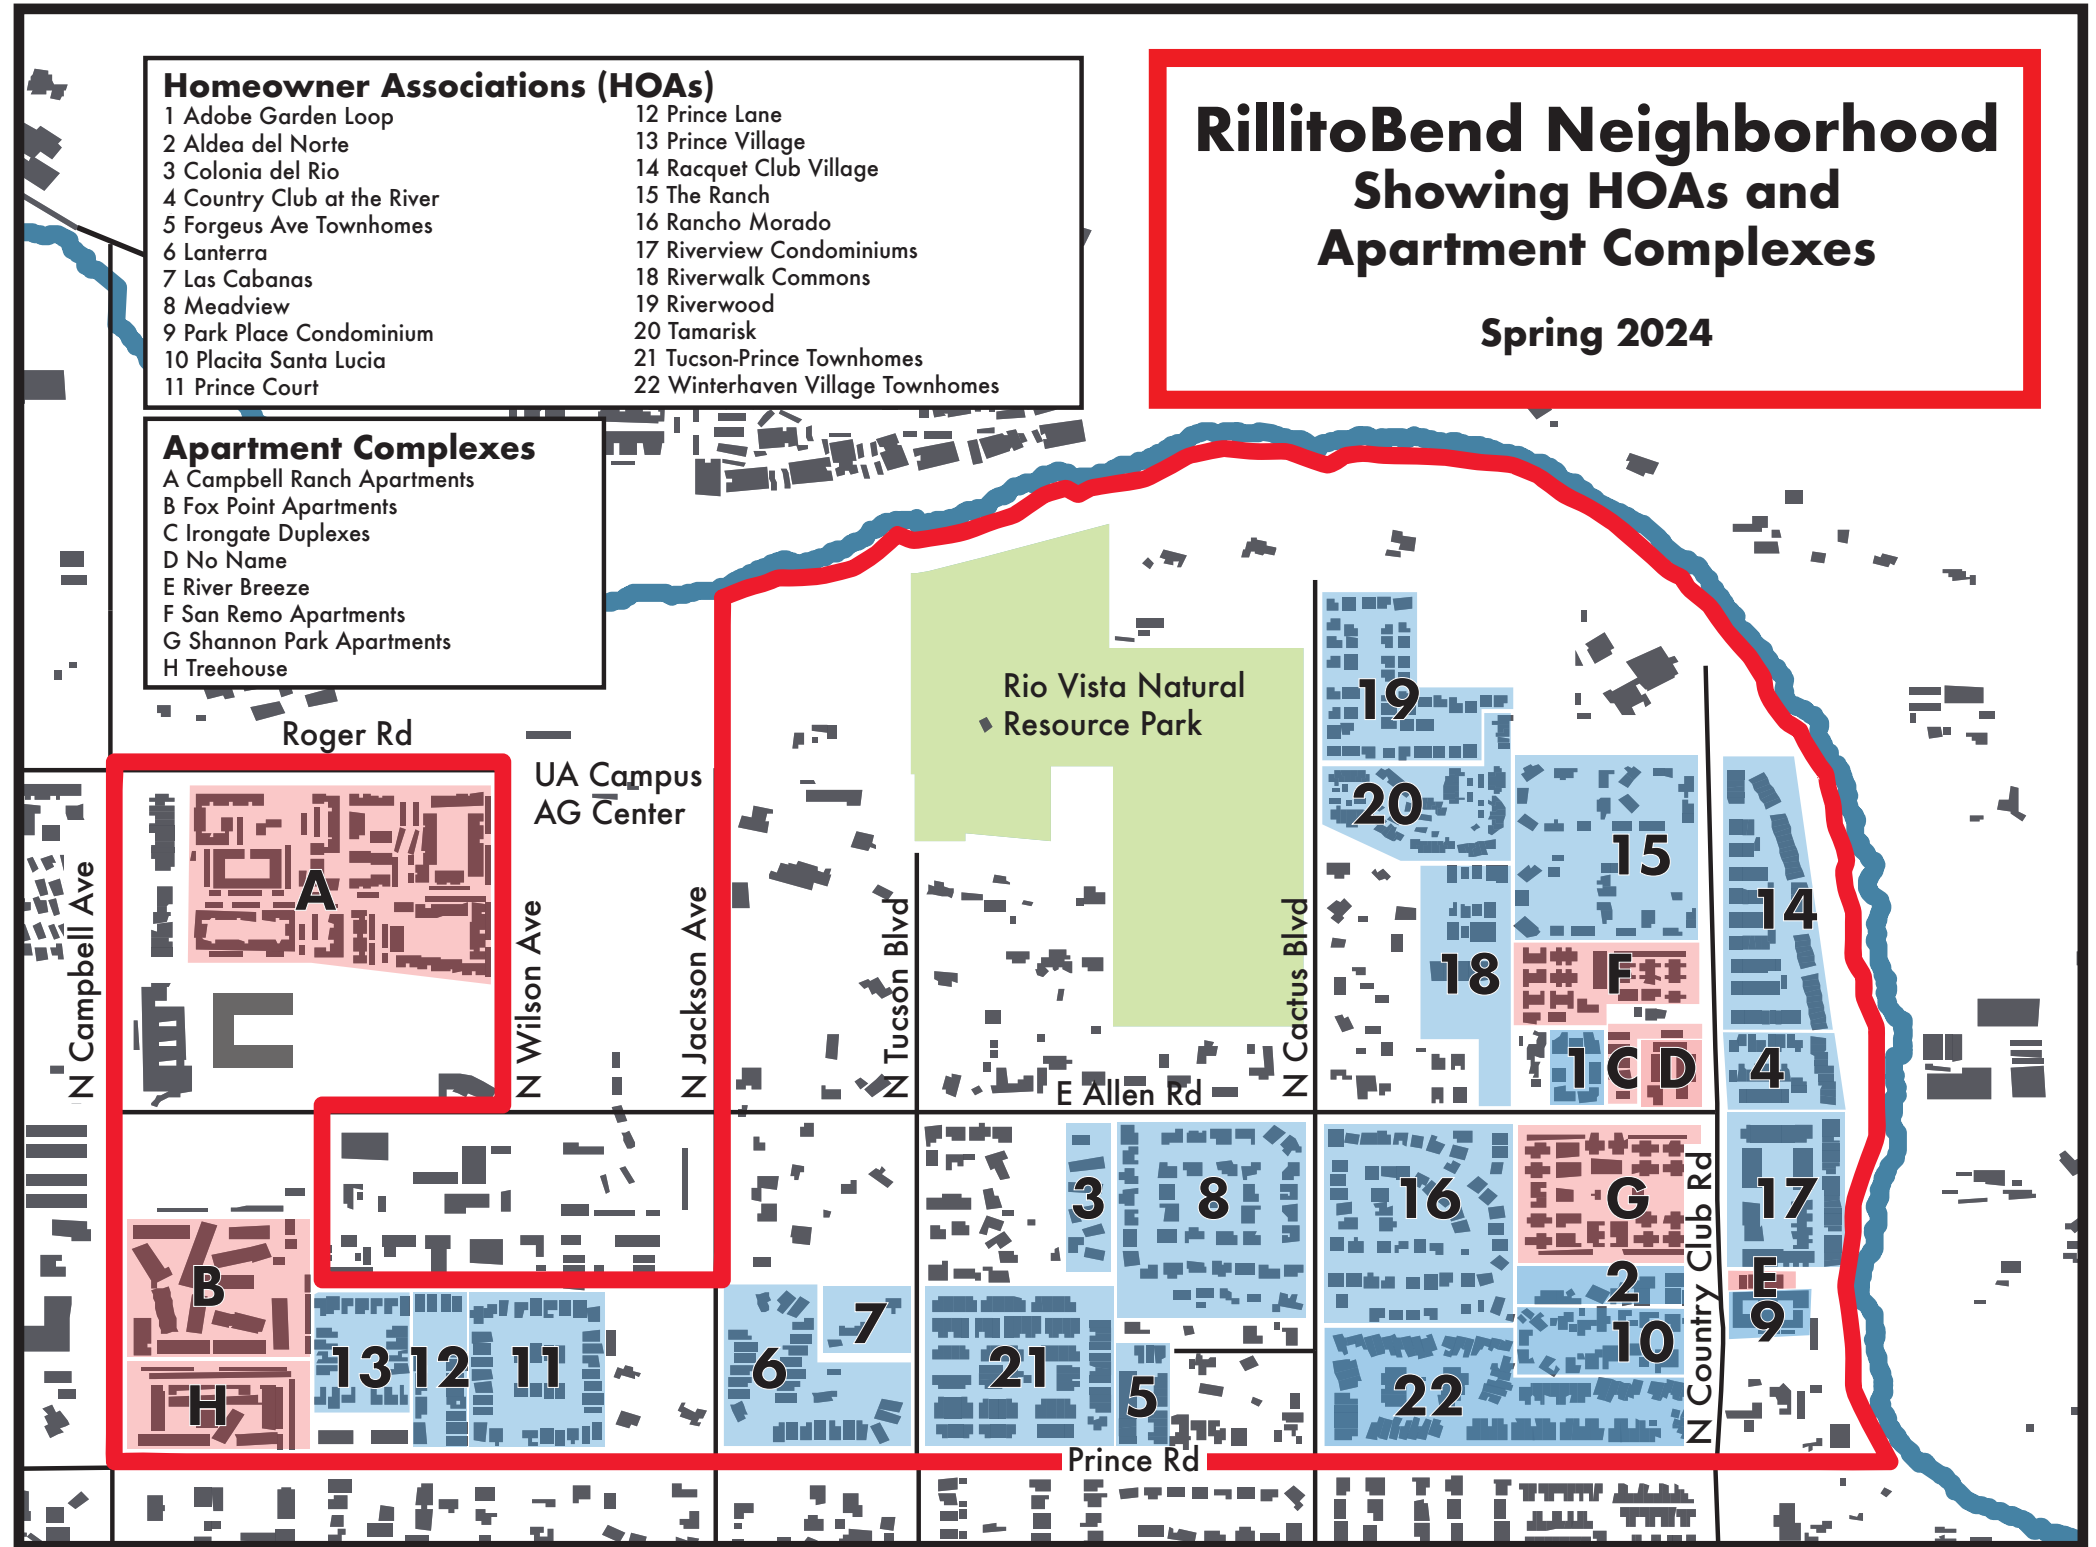 Homeowner Associations (HOAs)
1 Adobe Garden Loop
2 Aldea del Norte
3 Colonia del Rio
4 Country Club at the River
5 Forgeus Ave Townhomes
6 Lanterra
7 Las Cabanas
8 Meadview
9 Park Place Condominium
10 Placita Santa Lucia
11 Prince Court
12 Prince Lane
13 Prince Village
14 Racquet Club Village
15 The Ranch
16 Rancho Morado
17 Riverview Condominiums
18 Riverwalk Commons
19 Riverwood
20 Tamarisk
21 Tucson-Prince Townhomes
22 Winterhaven Village Townhomes
RillitoBend Neighborhood
Showing HOAs and
Apartment Complexes
Spring 2024
Apartment Complexes
A Campbell Ranch Apartments
B Fox Point Apartments
C Irongate Duplexes
D No Name
E River Breeze
F San Remo Apartments
G Shannon Park Apartments
H Treehouse
Rio Vista Natural
Resource Park
Roger Rd
UA Campus
AG Center
N Campbell Ave
N Wilson Ave
N Jackson Ave
N Tucson Blvd
N Cactus Blvd
E Allen Rd
N Country Club Rd
Prince Rd
19
20
15
14
A
18
F
1
C
D
4
3
8
16
G
17
B
2
E
9
7
10
13
12
11
6
21
5
22
H